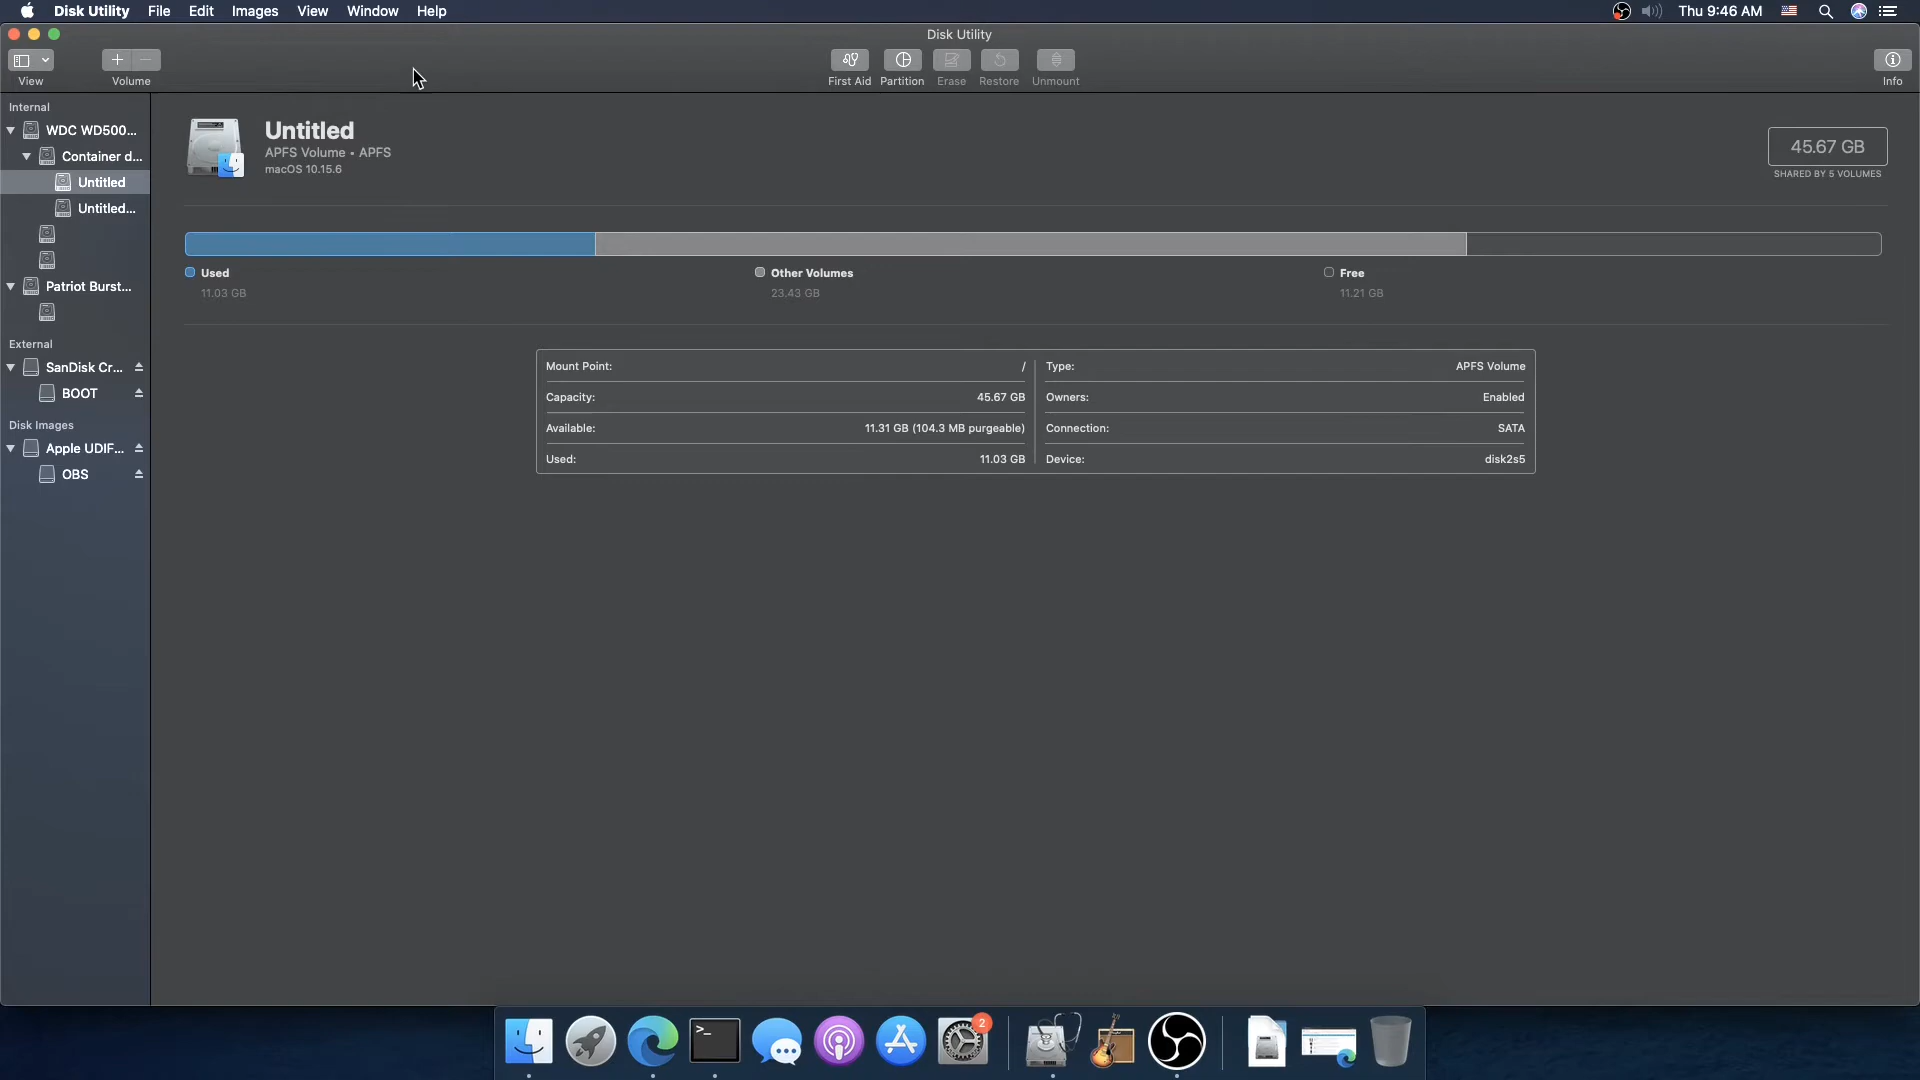 Disk Utility File Edit Images View Window Help Thu 9:46 AM
Disk Utility
View Volume First Aid Partition Erase Restore Unmount Info
Internal
WDC WD500...
Container d...
Untitled
Untitled...
Patriot Burst...
External
SanDisk Cr...
BOOT
Disk Images
Apple UDIF...
OBS
Untitled
APFS Volume • APFS
macOS 10.15.6
45.67 GB
SHARED BY 5 VOLUMES
Used
11.03 GB
Other Volumes
23.43 GB
Free
11.21 GB
Mount Point: /
Capacity: 45.67 GB
Available: 11.31 GB (104.3 MB purgeable)
Used: 11.03 GB
Type: APFS Volume
Owners: Enabled
Connection: SATA
Device: disk2s5
>_
2